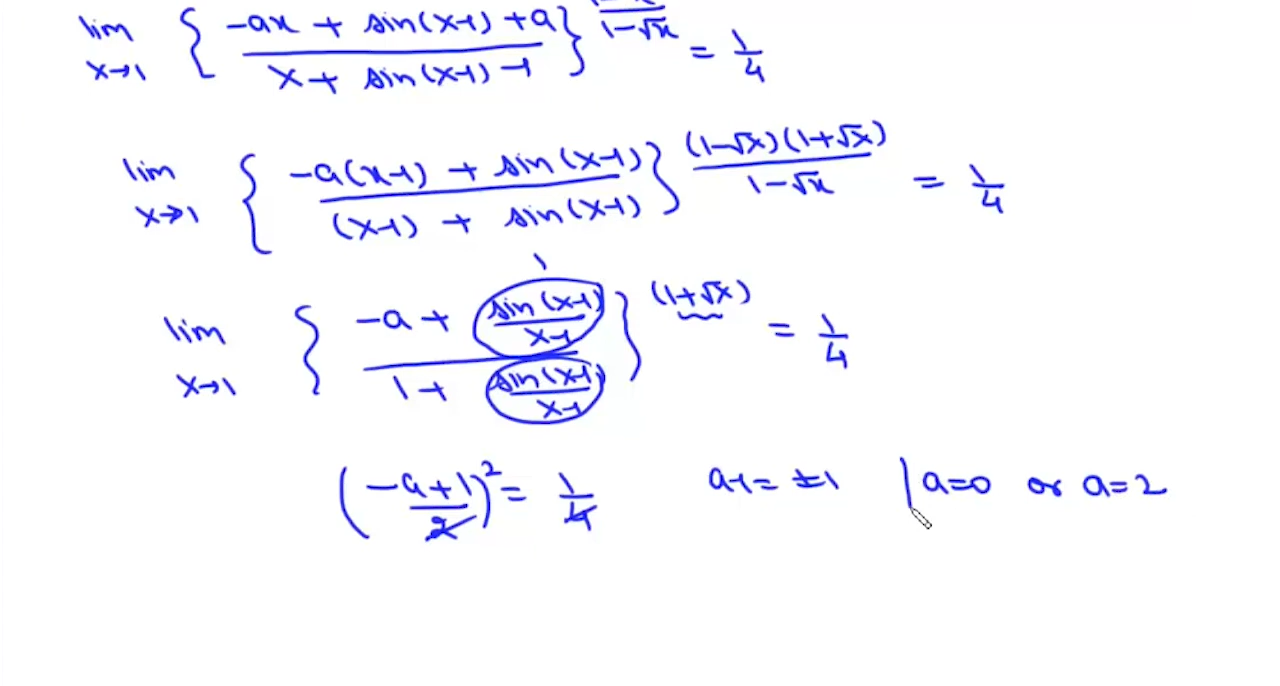 lim x→1 { (-ax + sin(x-1) + a) / (x + sin(x-1) - 1) }^(/(1-√x)) = 1/4
lim x→1 { (-a(x-1) + sin(x-1)) / ((x-1) + sin(x-1)) }^((1-√x)(1+√x)/(1-√x)) = 1/4
1
lim x→1 { (-a + sin(x-1)/(x-1)) / (1 + sin(x-1)/(x-1)) }^(1+√x) = 1/4
((-a+1)/2)^2 = 1/4 a-1 = ±1 | a=0 or a=2